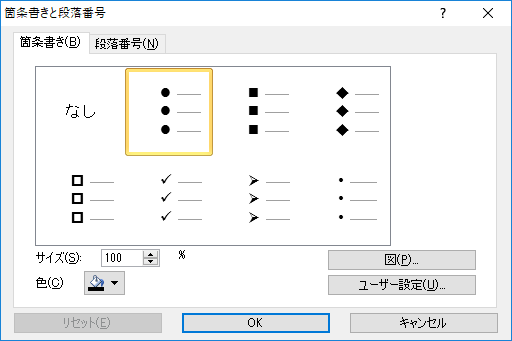 箇条書きと段落番号
箇条書き(B) 段落番号(N)
なし
サイズ(S): 100 %
図(P)...
色(C)
ユーザー設定(U)...
リセット(E) OK キャンセル